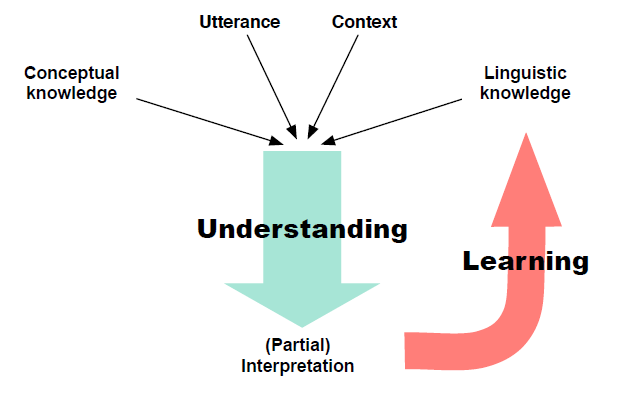 Utterance
Context
Conceptual
knowledge
Linguistic
knowledge
Understanding
Learning
(Partial)
Interpretation